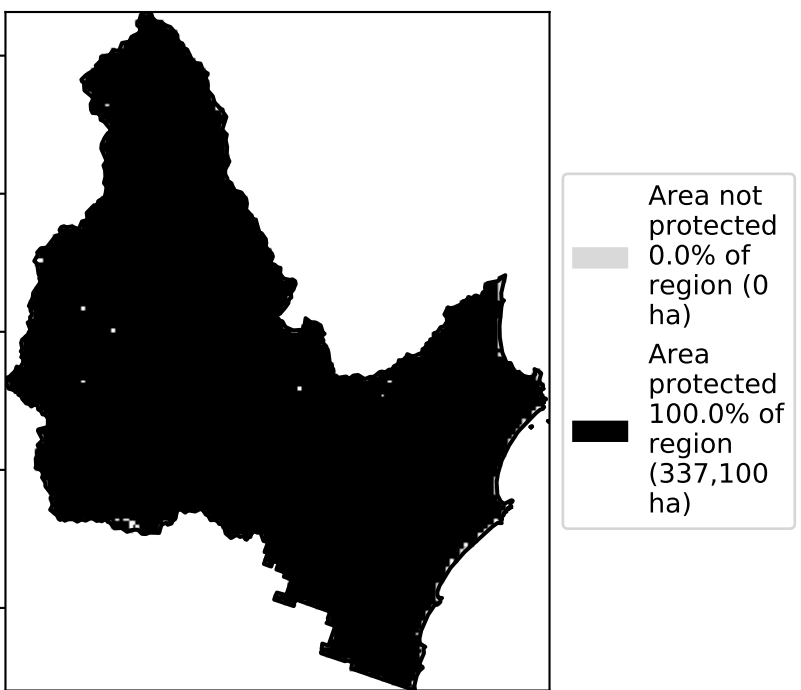 Area not
protected
0.0% of
region (0
ha)
Area
protected
100.0% of
region
(337,100
ha)